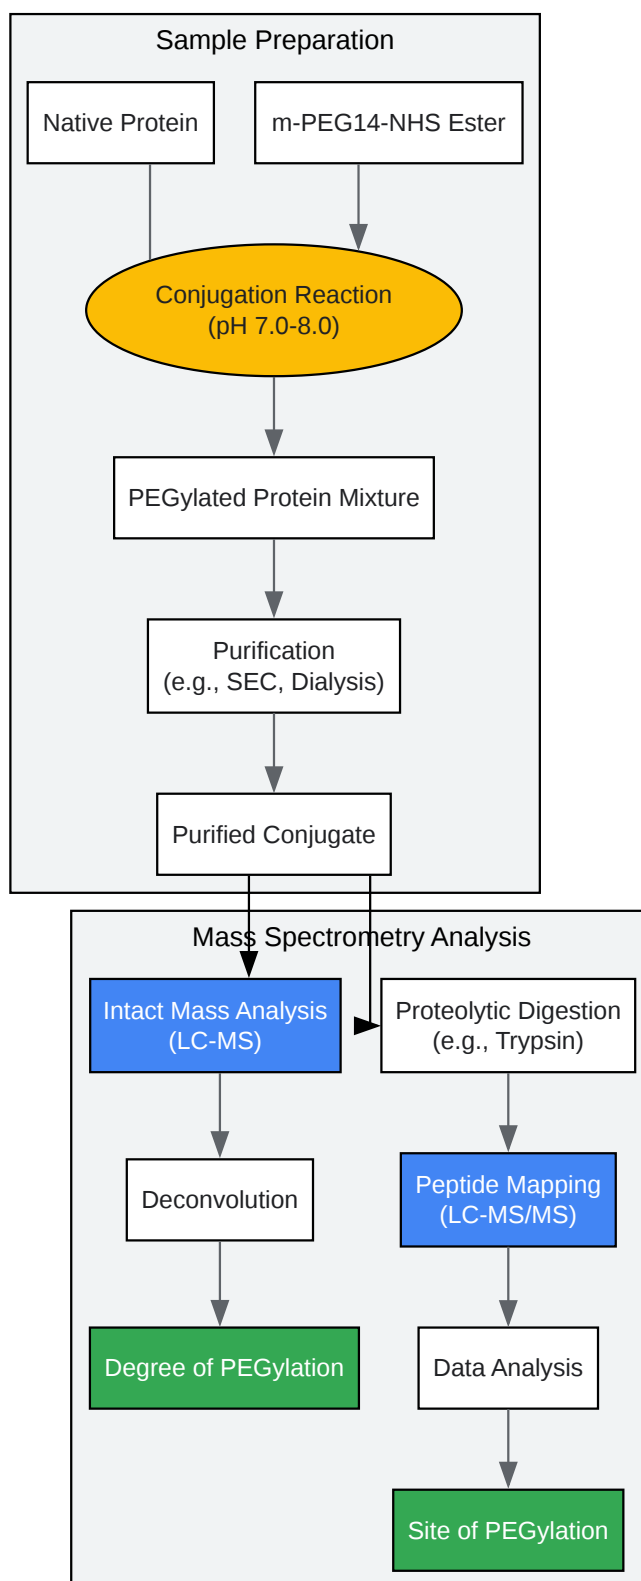 Sample Preparation
Native Protein
m-PEG14-NHS Ester
Conjugation Reaction
(pH 7.0-8.0)
PEGylated Protein Mixture
Purification
(e.g., SEC, Dialysis)
Purified Conjugate
Mass Spectrometry Analysis
Intact Mass Analysis
(LC-MS)
Proteolytic Digestion
(e.g., Trypsin)
Deconvolution
Peptide Mapping
(LC-MS/MS)
Degree of PEGylation
Data Analysis
Site of PEGylation